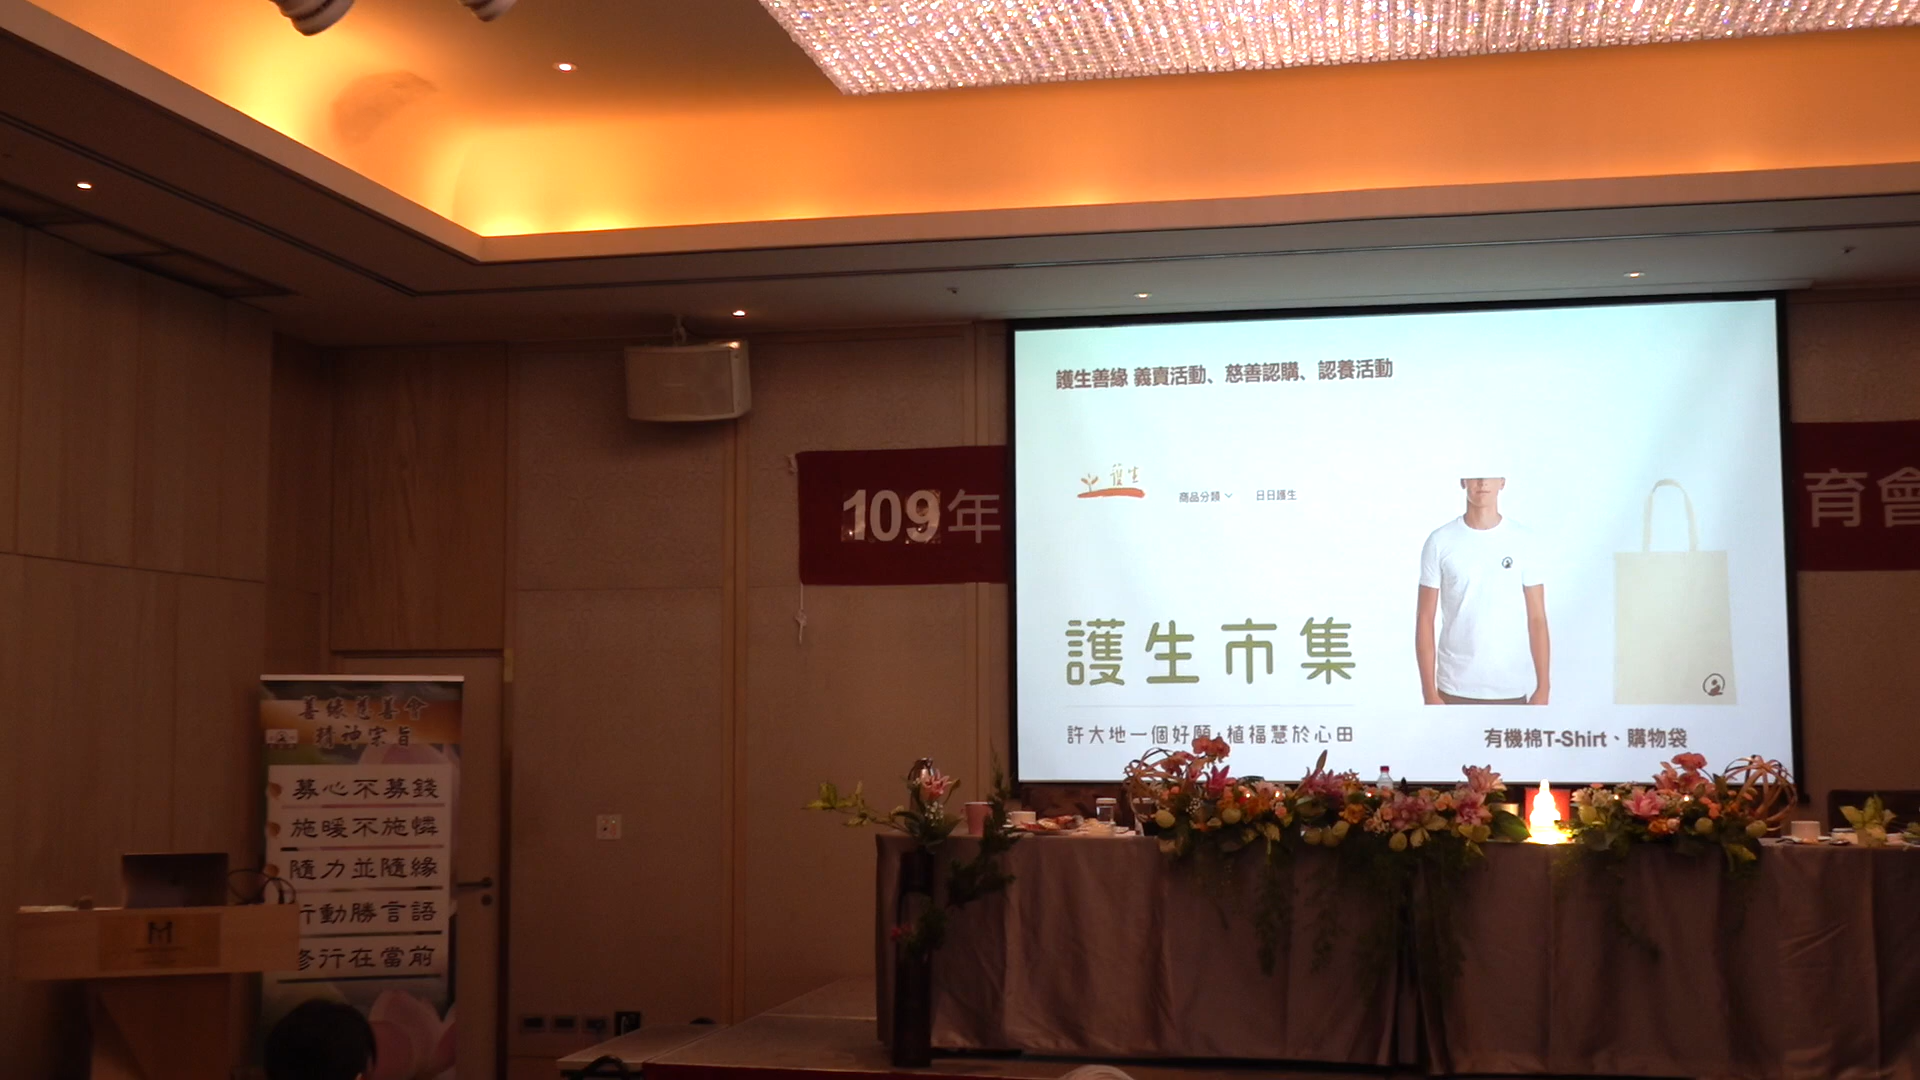 護生善緣 義賣活動、慈善認購、認養活動
護生
商品分類 日日護生
109年
育會
護生市集
許大地一個好願，植福慧於心田
有機棉T-Shirt、購物袋
善緣慈善會
精神宗旨
募心不募錢
施暖不施憐
隨力並隨緣
行動勝言語
修行在當前